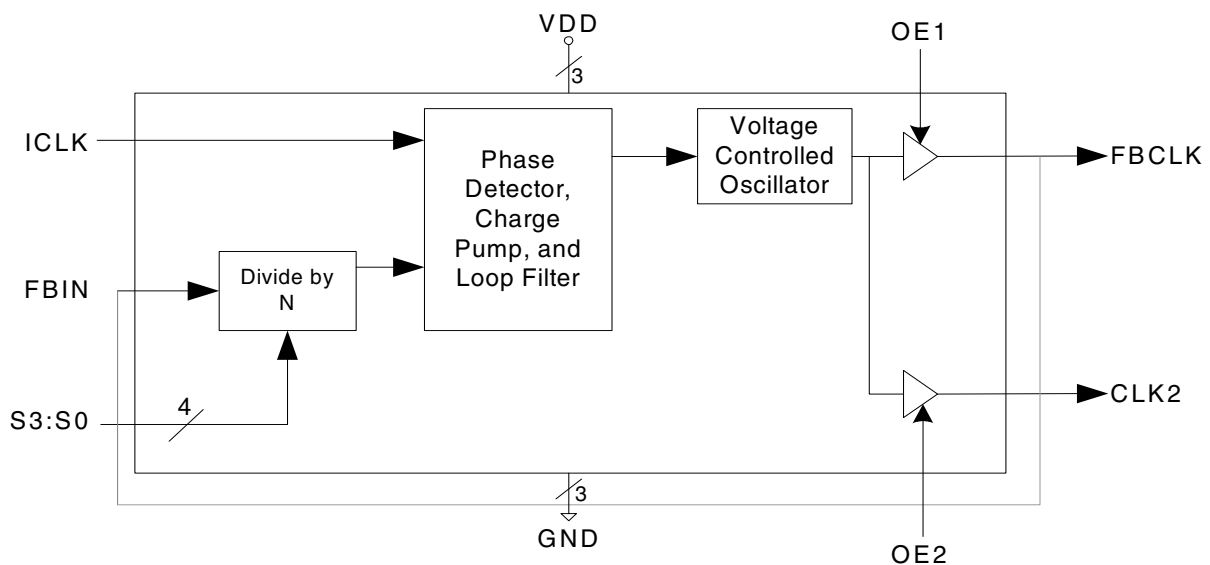 VDD
3
OE1
ICLK
Phase
Detector,
Charge
Pump, and
Loop Filter
Voltage
Controlled
Oscillator
FBCLK
FBIN
Divide by
N
S3:S0
4
CLK2
3
GND
OE2